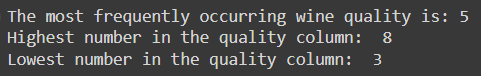 The most frequently occurring wine quality is: 5
Highest number in the quality column:  8
Lowest number in the quality column:  3